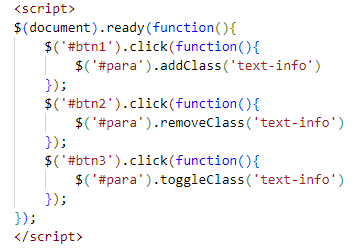 <script>
$(document).ready(function(){
    $('#btn1').click(function(){
        $('#para').addClass('text-info')
    });
    $('#btn2').click(function(){
        $('#para').removeClass('text-info')
    });
    $('#btn3').click(function(){
        $('#para').toggleClass('text-info')
    });
});
</script>